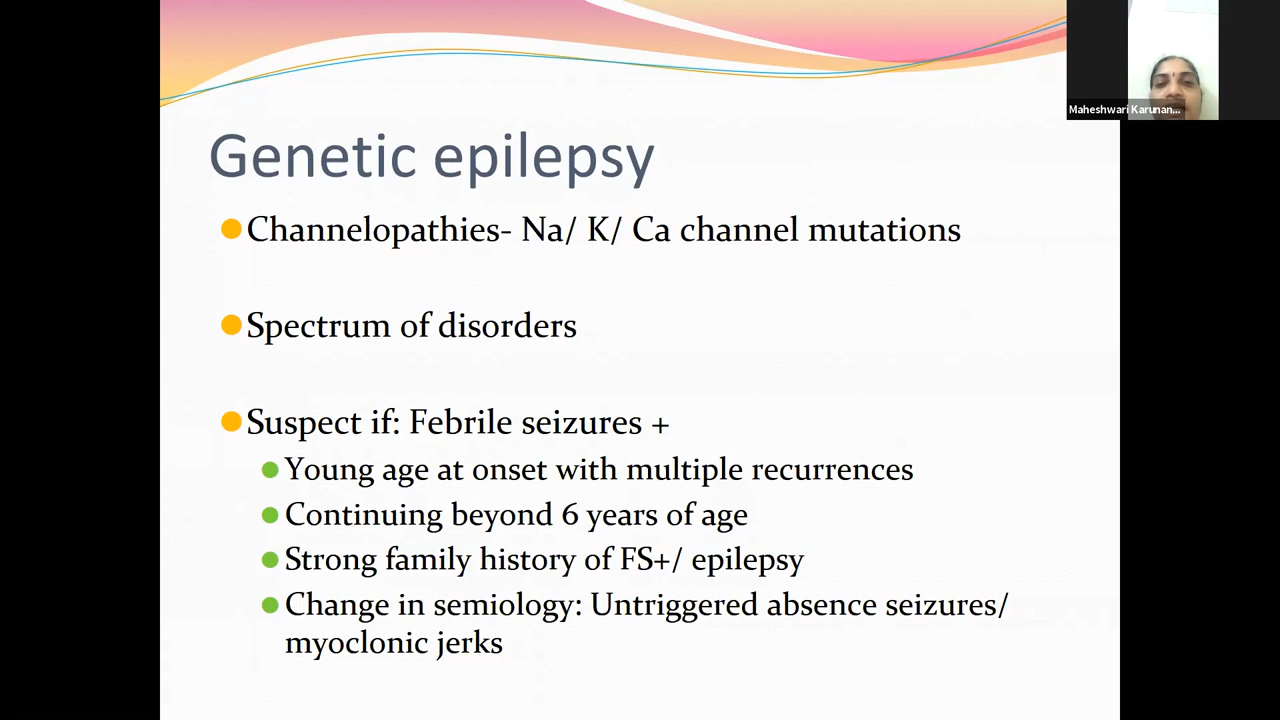 Maheshwari Karunan...
Genetic epilepsy
Channelopathies- Na/ K/ Ca channel mutations
Spectrum of disorders
Suspect if: Febrile seizures +
Young age at onset with multiple recurrences
Continuing beyond 6 years of age
Strong family history of FS+/ epilepsy
Change in semiology: Untriggered absence seizures/
myoclonic jerks